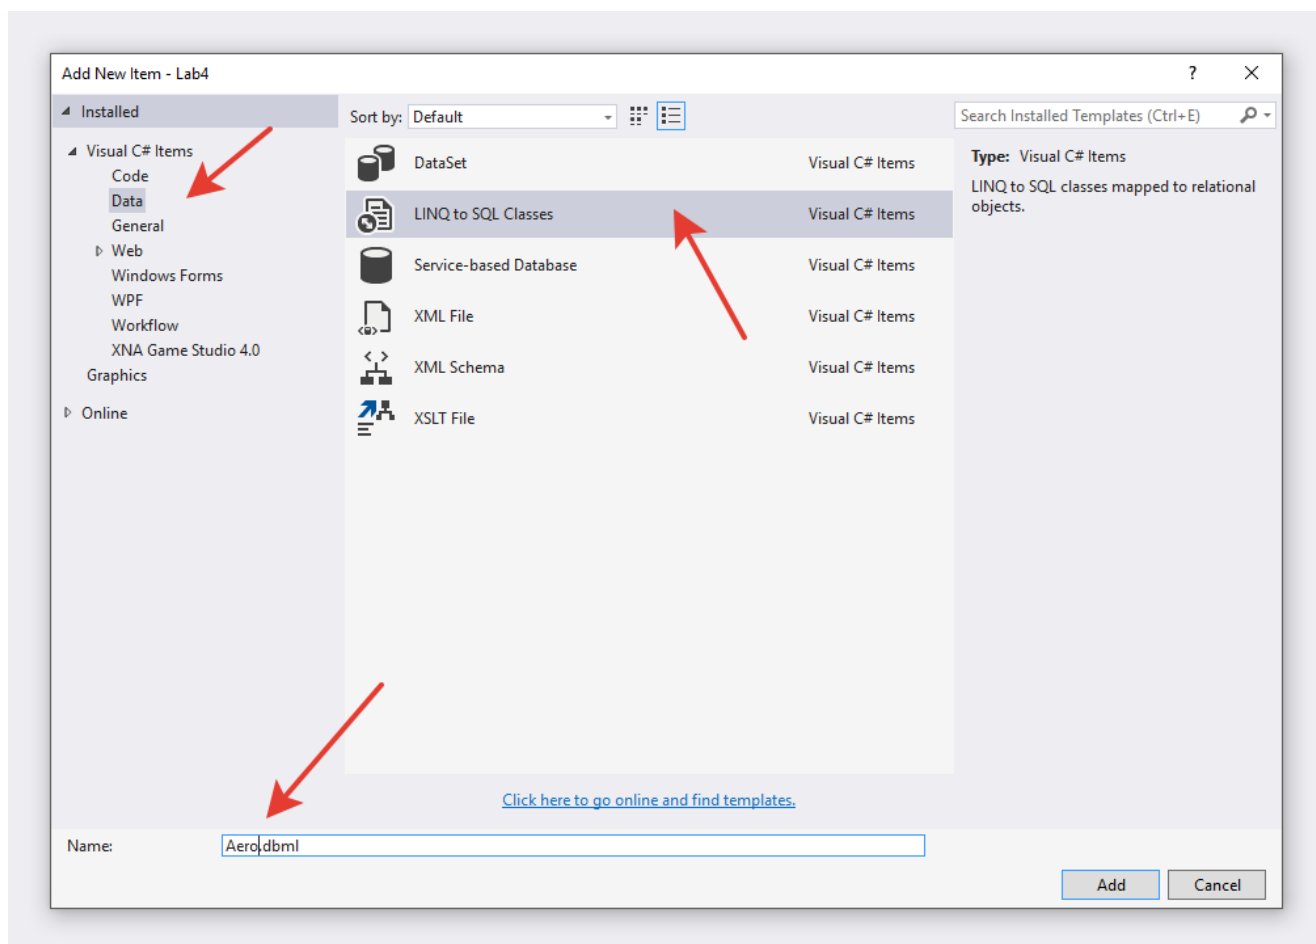 Add New Item - Lab4
?
Installed
Sort by: Default
Search Installed Templates (Ctrl+E)
Visual C# Items
Code
Data
General
Web
Windows Forms
WPF
Workflow
XNA Game Studio 4.0
Graphics
Online
DataSet Visual C# Items
LINQ to SQL Classes Visual C# Items
Service-based Database Visual C# Items
XML File Visual C# Items
XML Schema Visual C# Items
XSLT File Visual C# Items
Type: Visual C# Items
LINQ to SQL classes mapped to relational
objects.
Click here to go online and find templates.
Name: Aero.dbml
Add Cancel